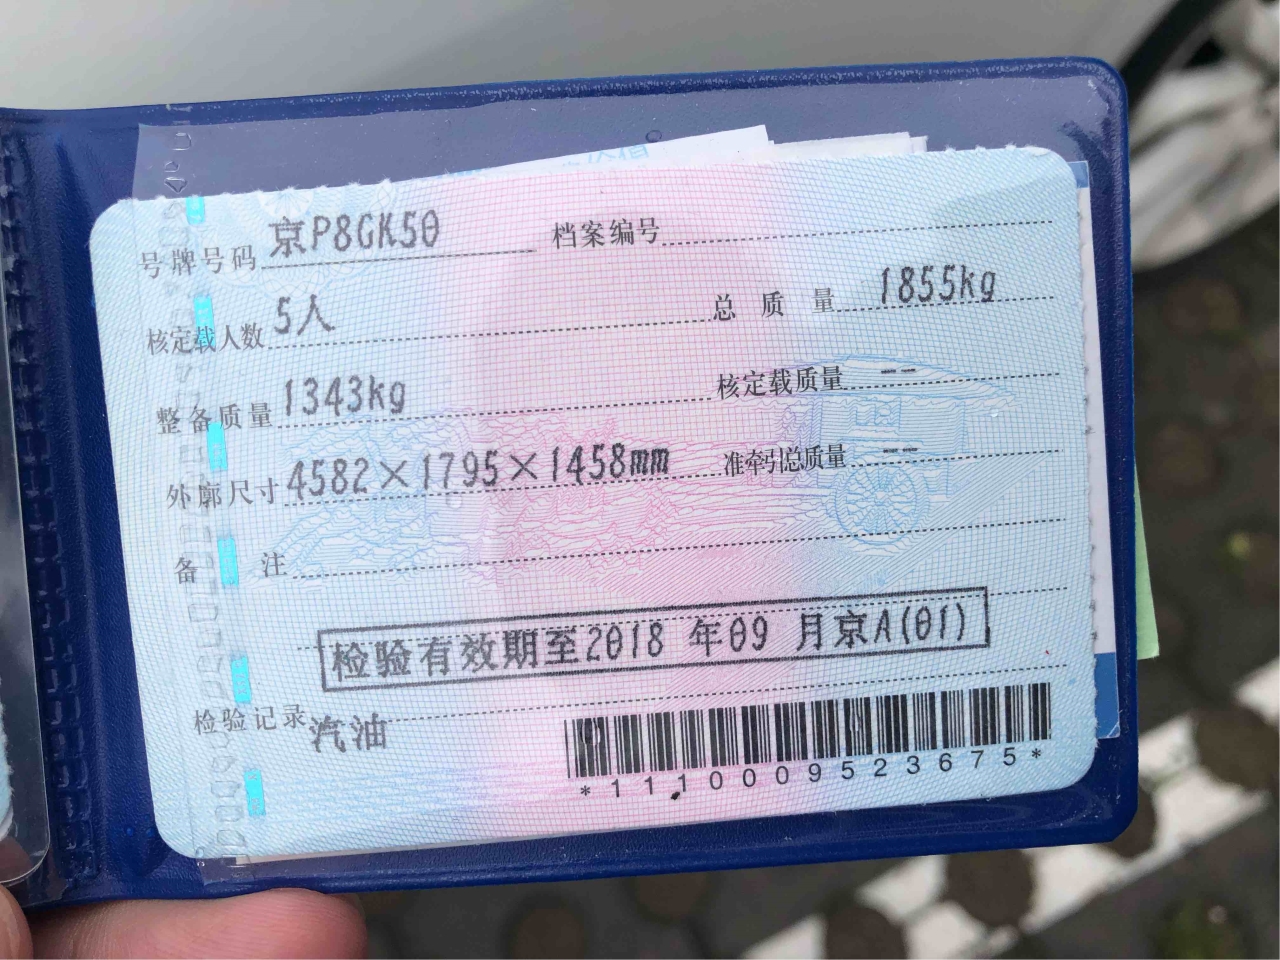 号牌号码 京P8GK50 档案编号
核定载人数 5人 总质量 1855kg
整备质量 1343kg 核定载质量 --
外廓尺寸 4582×1795×1458mm 准牵引总质量 --
备注
检验有效期至2018 年09 月京A(01)
检验记录
汽油
*1110009523675*